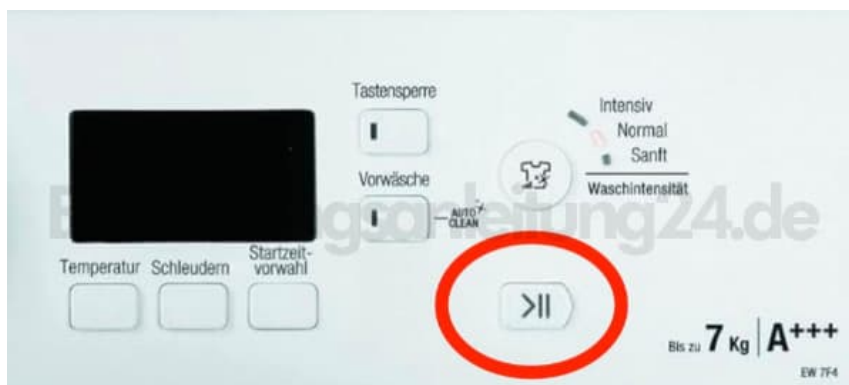 Tastensperre
Intensiv
Normal
Sanft
Waschintensität
Vorwäsche
AUTO
CLEAN
Bedienungsanleitung24.de
Temperatur
Schleudern
Startzeit-
vorwahl
>||
Bis zu 7 Kg | A+++
EW 7F4